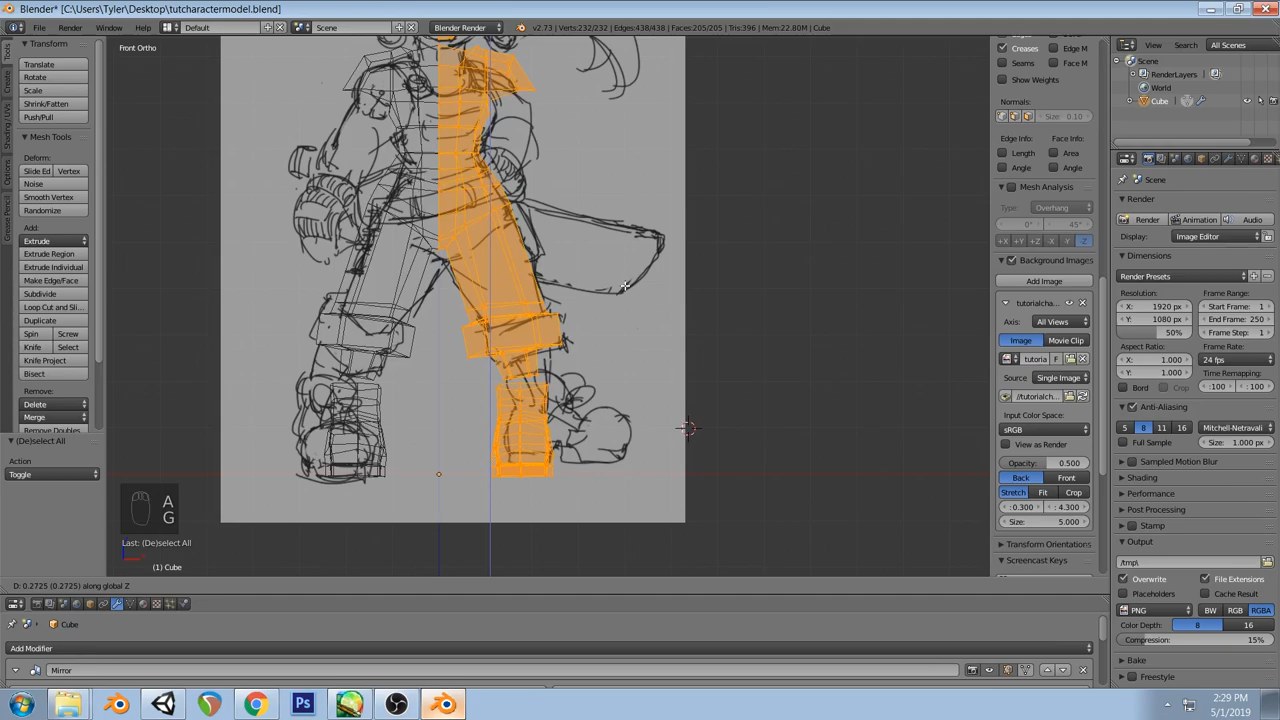 Blender* [C:\Users\Tyler\Desktop\tutcharactermodel.blend]
File Render Window Help Default Scene Blender Render v2.73 | Verts:232/232 | Edges:438/438 | Faces:205/205 | Tris:396 | Mem:22.80M | Cube
Tools
Create
Shading/UVs
Options
Grease Pencil
Transform
Translate
Rotate
Scale
Shrink/Fatten
Push/Pull
Mesh Tools
Deform:
Slide Ed Vertex
Noise
Smooth Vertex
Randomize
Add:
Extrude
Extrude Region
Extrude Individual
Make Edge/Face
Subdivide
Loop Cut and Sli
Duplicate
Spin Screw
Knife Select
Knife Project
Bisect
Remove:
Delete
Merge
(De)select All
Action
Toggle
Front Ortho
A
G
Last: (De)select All
(1) Cube
D: 0.2725 (0.2725) along global Z
Cube
Add Modifier
Mirror
Creases Edge M
Seams Face M
Show Weights
Normals:
Size: 0.10
Edge Info: Face Info:
Length Area
Angle Angle
Mesh Analysis
Type: Overhang
0° 45°
+X +Y +Z -X -Y -Z
Background Images
Add Image
tutorialcha
Axis: All Views
Image Movie Clip
tutoria F
Source Single Image
//tutorialch...
Input Color Space:
sRGB
View as Render
Opacity: 0.500
Back Front
Stretch Fit Crop
: 0.300 : 4.300
Size: 5.000
Transform Orientations
Screencast Keys
View Search All Scenes
Scene
RenderLayers
World
Cube
Scene
Render
Render Animation Audio
Display: Image Editor
Dimensions
Render Presets
Resolution: Frame Range:
X: 1920 px Start Frame: 1
Y: 1080 px End Frame: 250
50% Frame Step: 1
Aspect Ratio: Frame Rate:
X: 1.000 24 fps
Y: 1.000 Time Remapping:
Bord Crop :100 :100
Anti-Aliasing
5 8 11 16 Mitchell-Netravali
Full Sample Size: 1.000 px
Sampled Motion Blur
Shading
Performance
Post Processing
Stamp
Output
/tmp\
Overwrite File Extensions
Placeholders Cache Result
PNG BW RGB RGBA
Color Depth: 8 16
Compression: 15%
Bake
Freestyle
2:29 PM
5/1/2019